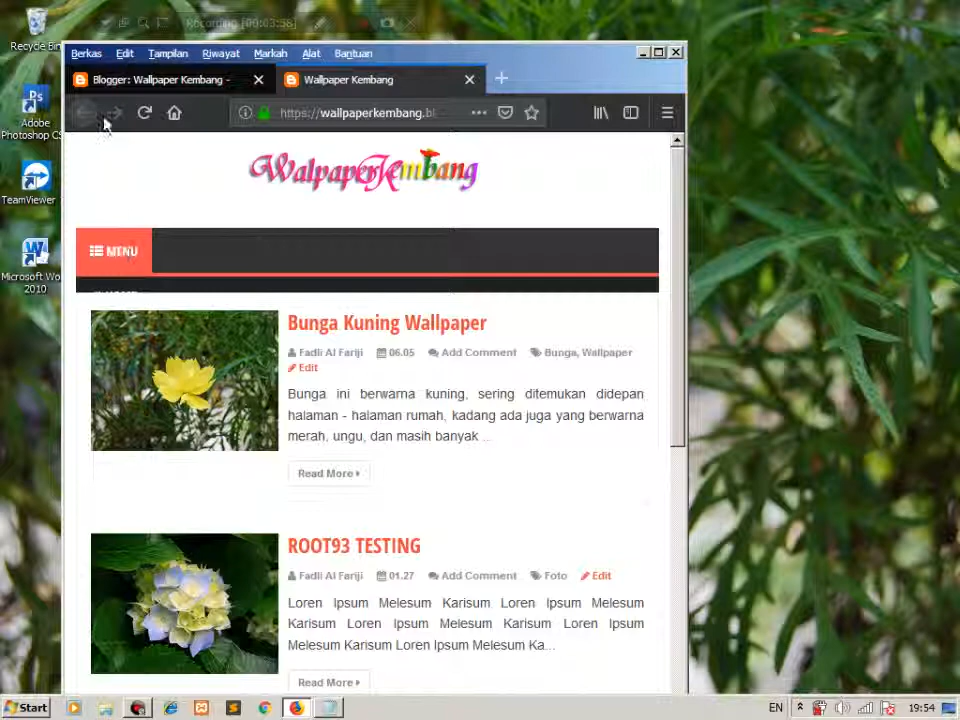 Recycle Bin
Recording [00:03:58]
Berkas Edit Tampilan Riwayat Markah Alat Bantuan
Blogger: Wallpaper Kembang -
Wallpaper Kembang
https://wallpaperkembang.bl
Adobe
Photoshop CS
TeamViewer
Microsoft Wo
2010
WalpaperKembang
MENU
Bunga Kuning Wallpaper
Fadli Al Fariji 06.05 Add Comment Bunga, Wallpaper
Edit
Bunga ini berwarna kuning, sering ditemukan didepan
halaman - halaman rumah, kadang ada juga yang berwarna
merah, ungu, dan masih banyak ...
Read More
ROOT93 TESTING
Fadli Al Fariji 01.27 Add Comment Foto Edit
Loren Ipsum Melesum Karisum Loren Ipsum Melesum
Karisum Loren Ipsum Melesum Karisum Loren Ipsum
Melesum Karisum Loren Ipsum Melesum Ka...
Read More
Start
EN
19:54